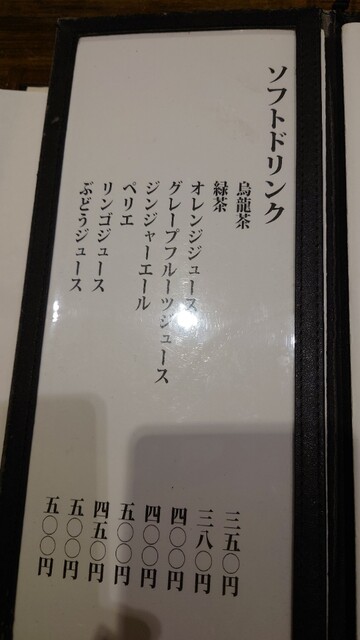 ソフトドリンク
烏龍茶 三五〇円
緑茶 三八〇円
オレンジジュース 四〇〇円
グレープフルーツジュース 四〇〇円
ジンジャーエール 五〇〇円
ペリエ 四五〇円
リンゴジュース 五〇〇円
ぶどうジュース 五〇〇円